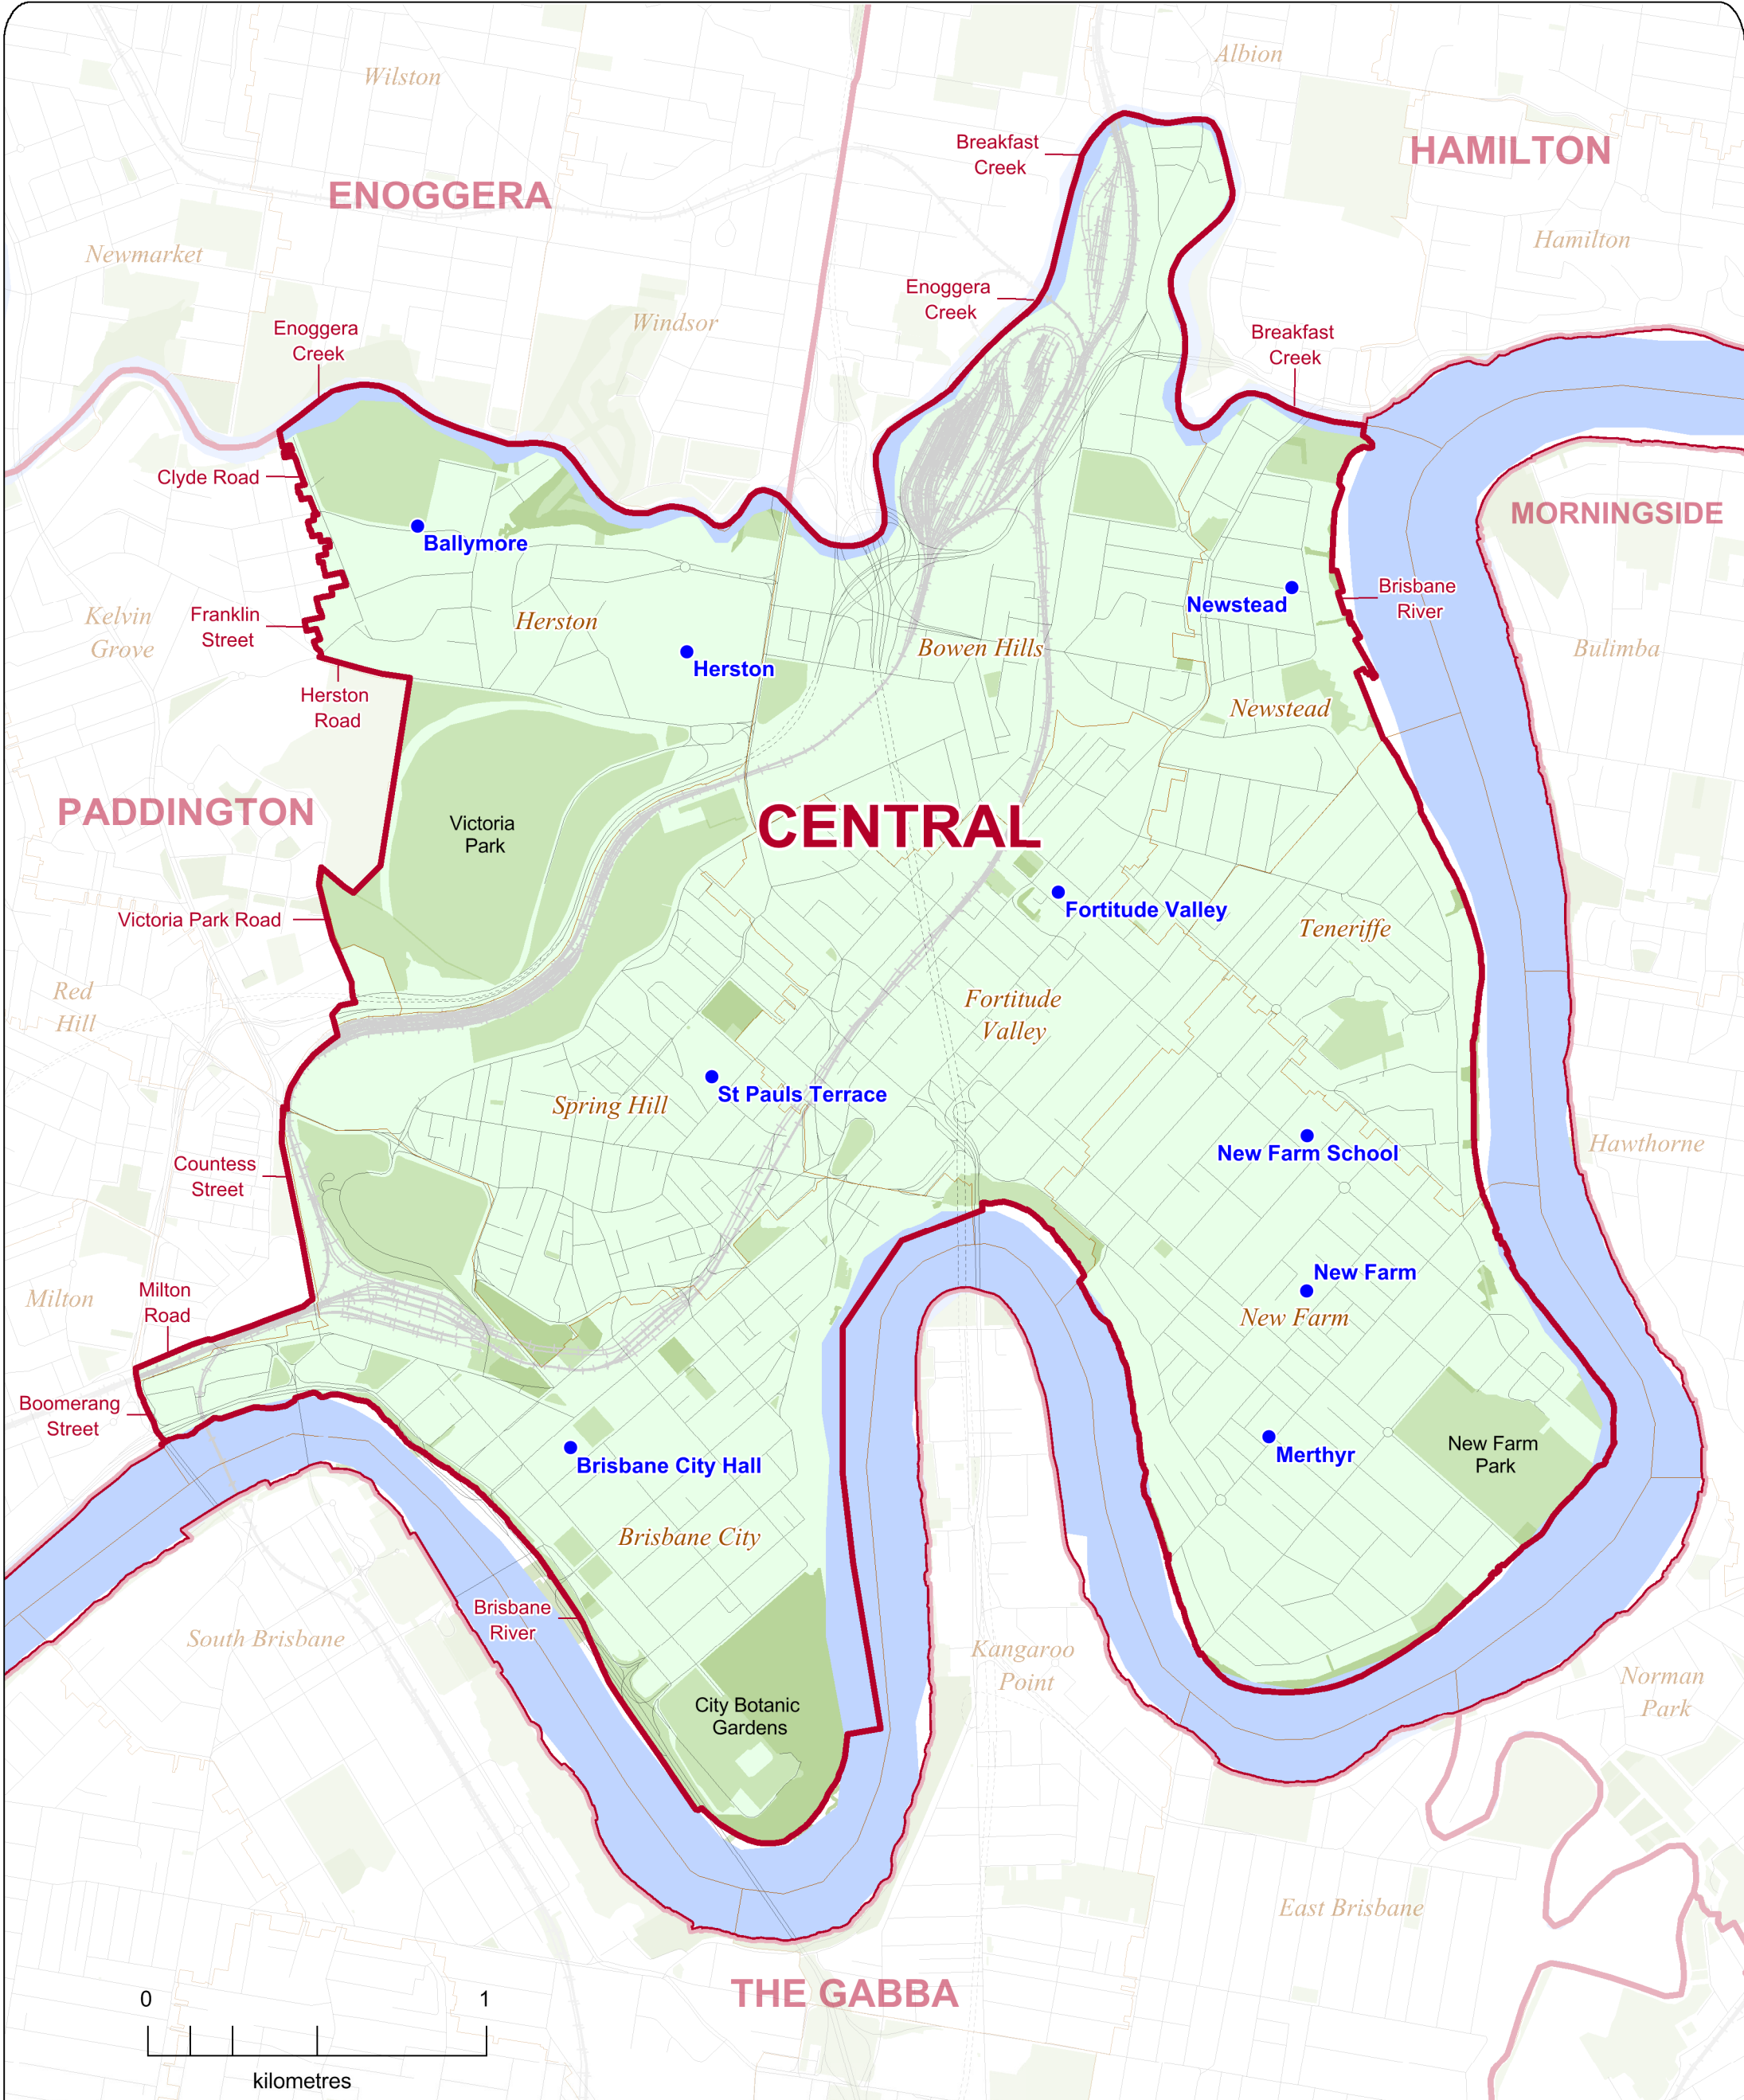 Albion
Wilston
Breakfast
Creek
HAMILTON
ENOGGERA
Hamilton
Newmarket
Enoggera
Creek
Windsor
Enoggera
Creek
Breakfast
Creek
Clyde Road
MORNINGSIDE
Ballymore
Kelvin
Grove
Franklin
Street
Herston
Newstead
Brisbane
River
Bowen Hills
Bulimba
Herston
Herston
Road
Newstead
PADDINGTON
Victoria
Park
CENTRAL
Victoria Park Road
Fortitude Valley
Teneriffe
Red
Hill
Fortitude
Valley
St Pauls Terrace
Spring Hill
Countess
Street
New Farm School
Hawthorne
Milton
Milton
Road
New Farm
New Farm
Boomerang
Street
Brisbane City Hall
Merthyr
New Farm
Park
Brisbane City
Brisbane
River
South Brisbane
Kangaroo
Point
Norman
Park
City Botanic
Gardens
East Brisbane
THE GABBA
0 1
kilometres